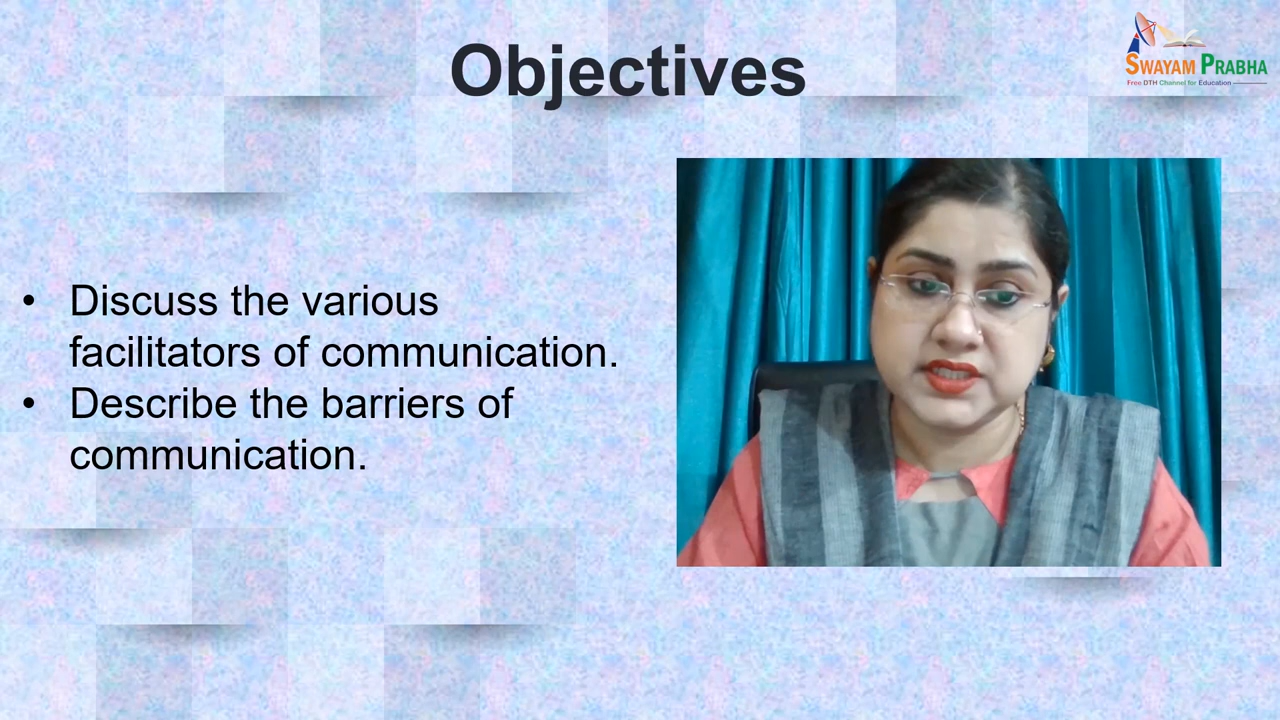 Objectives
SWAYAM PRABHA
Free DTH Channel for Education
• Discuss the various
facilitators of communication.
• Describe the barriers of
communication.